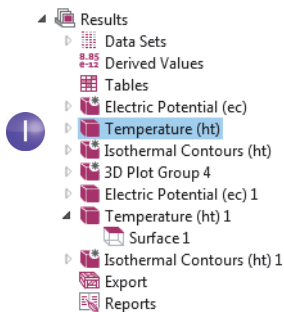 Results
Data Sets
8.85
e-12 Derived Values
Tables
Electric Potential (ec)
1 Temperature (ht)
Isothermal Contours (ht)
3D Plot Group 4
Electric Potential (ec) 1
Temperature (ht) 1
Surface 1
Isothermal Contours (ht) 1
Export
Reports